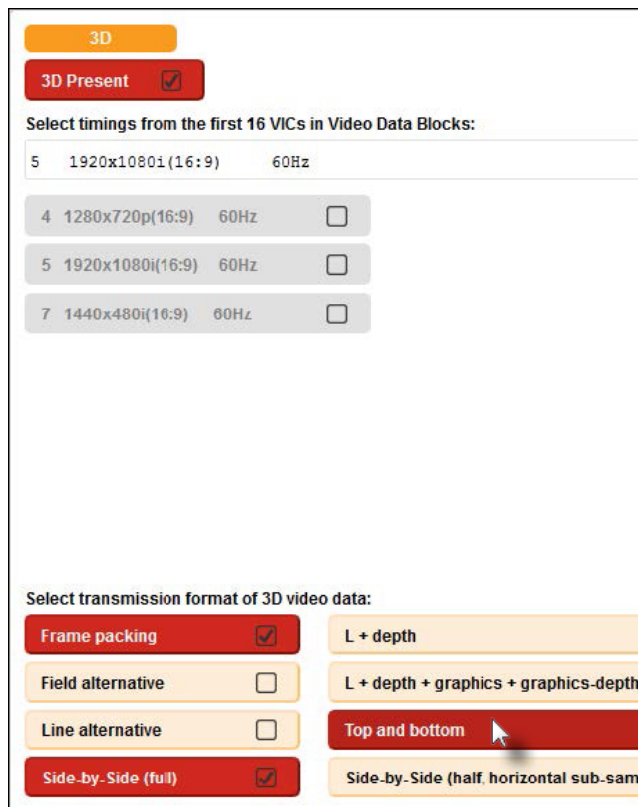 3D
3D Present
Select timings from the first 16 VICs in Video Data Blocks:
5 1920x1080i(16:9) 60Hz
4 1280x720p(16:9) 60Hz
5 1920x1080i(16:9) 60Hz
7 1440x480i(16:9) 60Hz
Select transmission format of 3D video data:
Frame packing
L + depth
Field alternative
L + depth + graphics + graphics-depth
Line alternative
Top and bottom
Side-by-Side (full)
Side-by-Side (half, horizontal sub-sam